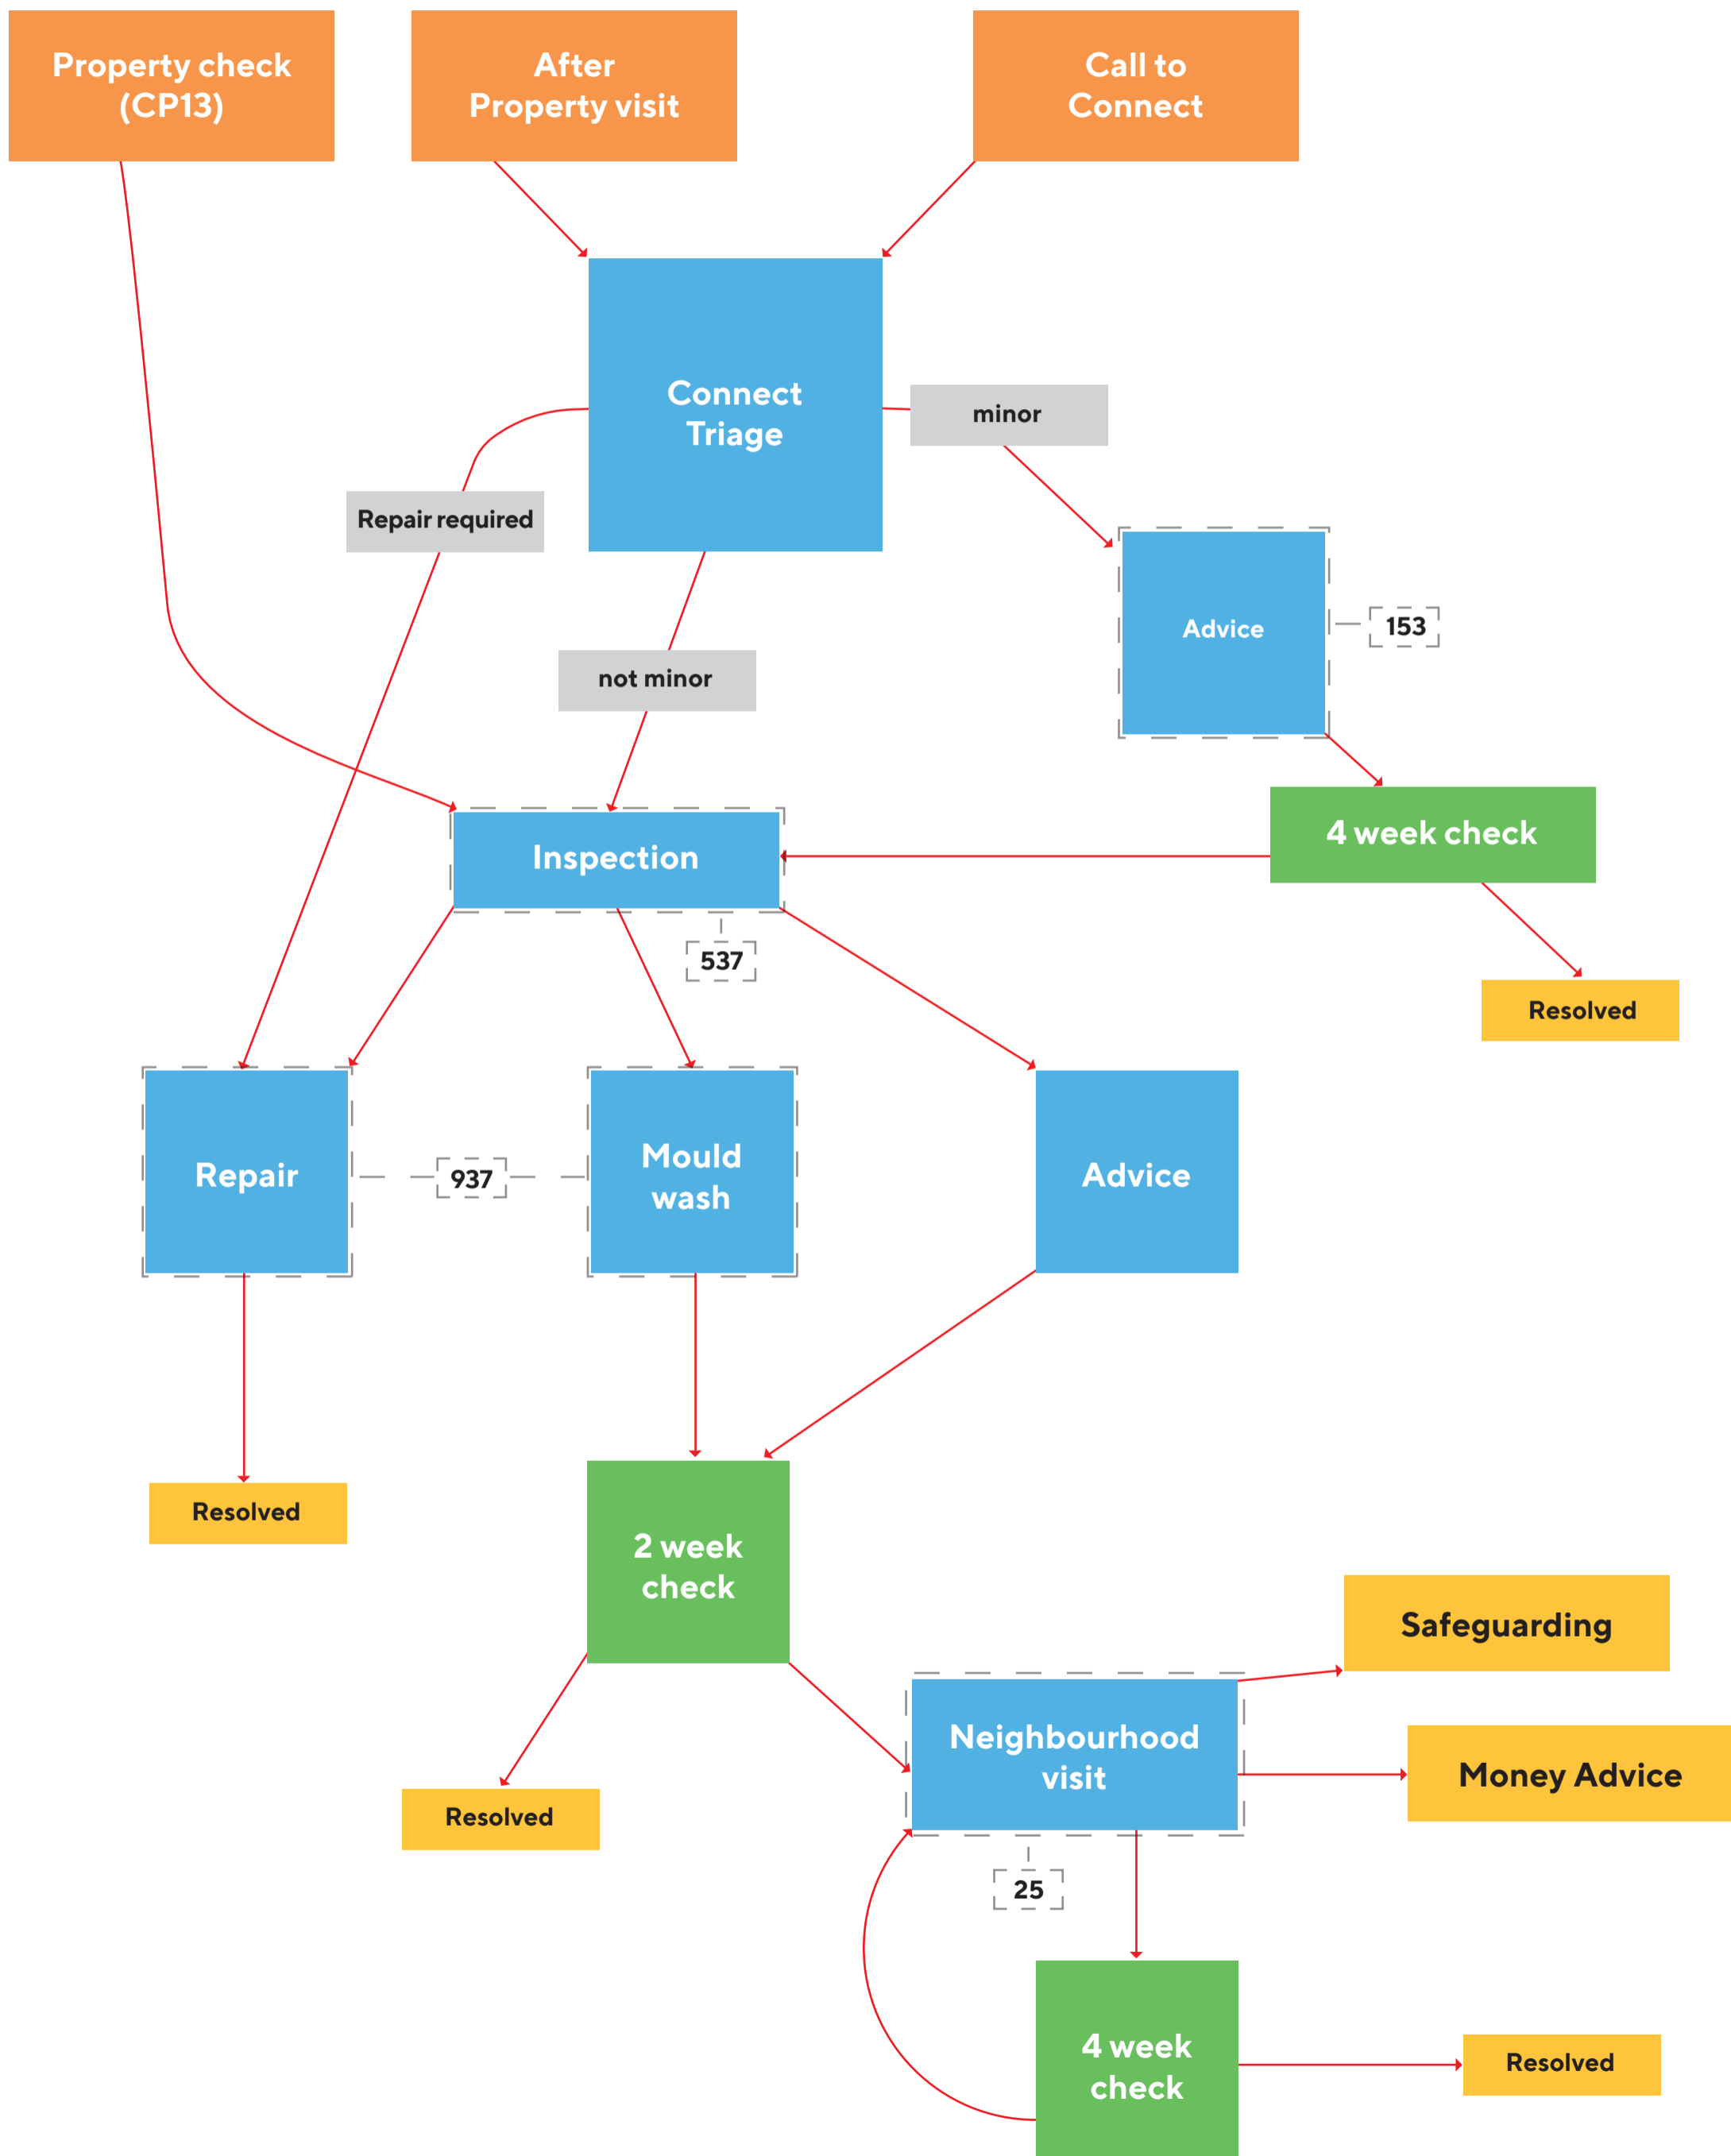 Property check
(CP13)
After
Property visit
Call to
Connect
Connect
Triage
minor
Repair required
Advice
153
not minor
4 week check
Inspection
537
Resolved
Repair
937
Mould
wash
Advice
Resolved
2 week
check
Safeguarding
Neighbourhood
visit
Money Advice
Resolved
25
4 week
check
Resolved